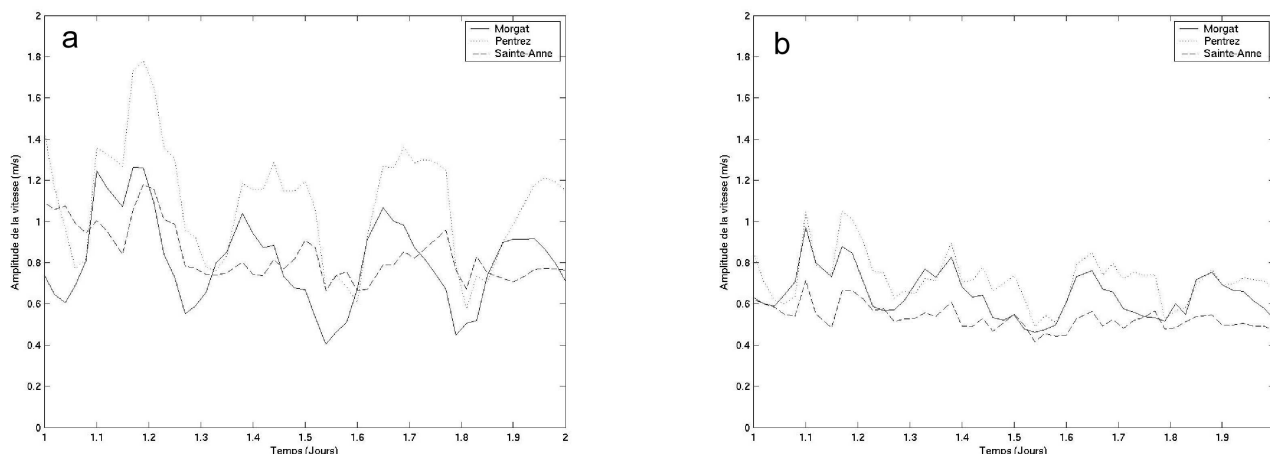 a
2
1.8
1.6
1.4
1.2
1
0.8
0.6
0.4
0.2
0
Amplitude de la vitesse (m/s)
1 1.1 1.2 1.3 1.4 1.5 1.6 1.7 1.8 1.9 2
Temps (Jours)
Morgat
Pentrez
Sainte-Anne
b
2
1.8
1.6
1.4
1.2
1
0.8
0.6
0.4
0.2
0
Amplitude de la vitesse (m/s)
1 1.1 1.2 1.3 1.4 1.5 1.6 1.7 1.8 1.9
Temps (Jours)
Morgat
Pentrez
Sainte-Anne